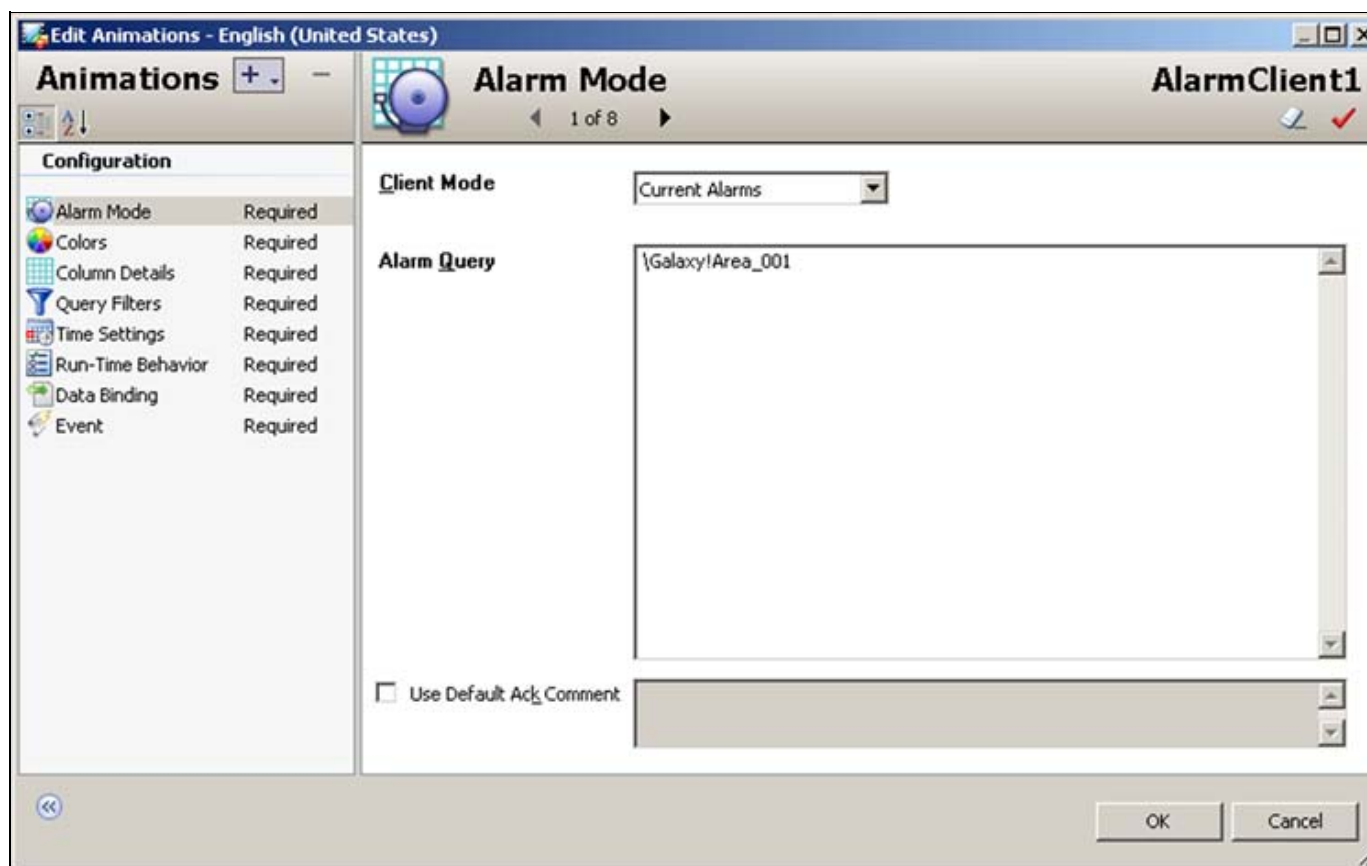 Edit Animations - English (United States)
Animations
Alarm Mode
AlarmClient1
1 of 8
Configuration
Alarm Mode Required
Colors Required
Column Details Required
Query Filters Required
Time Settings Required
Run-Time Behavior Required
Data Binding Required
Event Required
Client Mode
Current Alarms
Alarm Query
\Galaxy!Area_001
Use Default Ack Comment
OK
Cancel